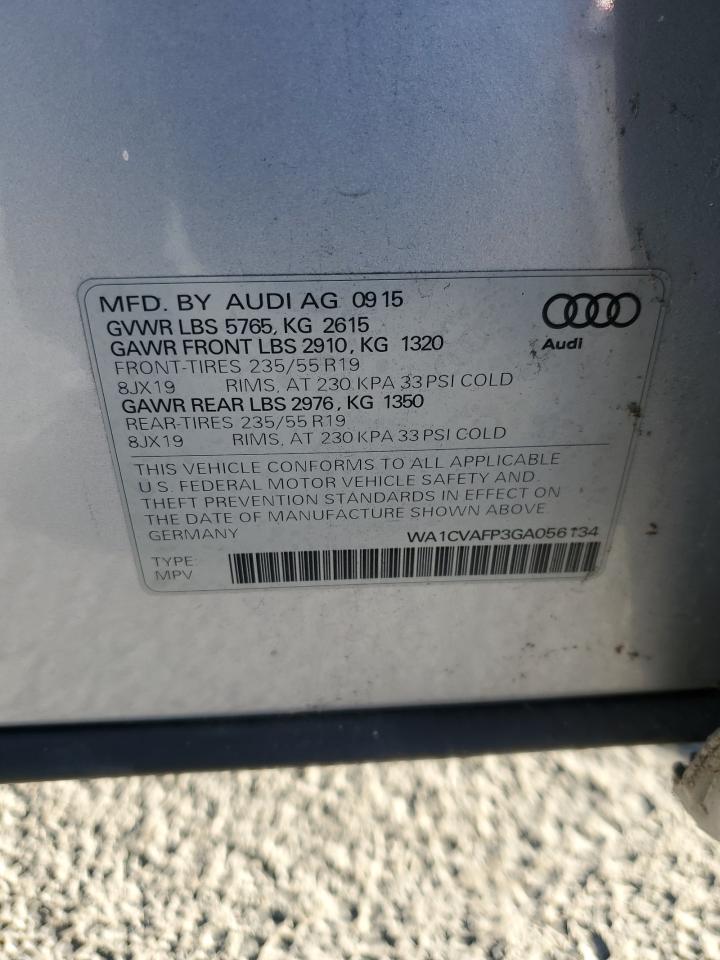 MFD. BY AUDI AG 09 15
GVWR LBS 5765, KG 2615
GAWR FRONT LBS 2910, KG 1320
FRONT-TIRES 235/55 R19
8JX19 RIMS, AT 230 KPA 33 PSI COLD
GAWR REAR LBS 2976, KG 1350
REAR-TIRES 235/55 R19
8JX19 RIMS, AT 230 KPA 33 PSI COLD
Audi
THIS VEHICLE CONFORMS TO ALL APPLICABLE
U.S. FEDERAL MOTOR VEHICLE SAFETY AND
THEFT PREVENTION STANDARDS IN EFFECT ON
THE DATE OF MANUFACTURE SHOWN ABOVE.
GERMANY WA1CVAFP3GA056134
TYPE:
MPV